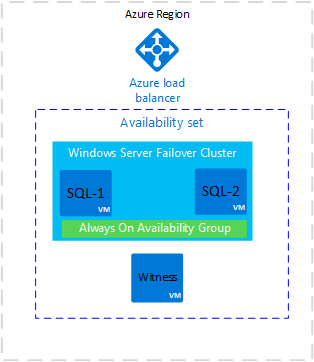 Azure Region
Azure load
balancer
Availability set
Windows Server Failover Cluster
SQL-1
VM
SQL-2
VM
Always On Availability Group
Witness
VM